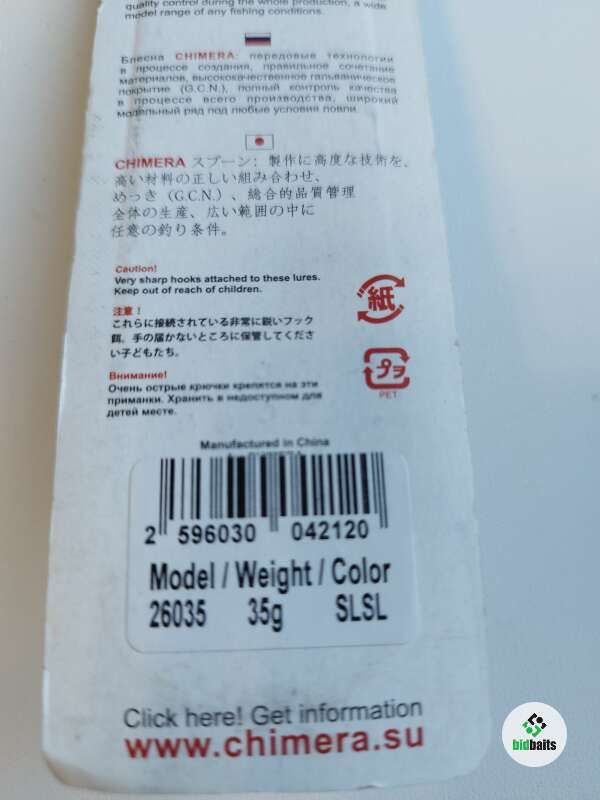 quality control during the whole production, a wide
model range of any fishing conditions.
Блесна CHIMERA: передовые технологии
в процессе создания, правильное сочетание
материалов, высококачественное гальваническое
покрытие (G.C.N.), полный контроль качества
в процессе всего производства, широкий
модельный ряд под любые условия ловли.
CHIMERA スプーン: 製作に高度な技術を、
高い材料の正しい組み合わせ、
めっき (G.C.N.)、総合的品質管理
全体の生産、広い範囲の中に
任意の釣り条件。
Caution!
Very sharp hooks attached to these lures.
Keep out of reach of children.
注意！
これらに接続されている非常に鋭いフック
餌、手の届かないところに保管してくださ
い子どもたち。
Внимание!
Очень острые крючки крепятся на эти
приманки. Хранить в недоступном для
детей месте.
紙
プラ
PET
Manufactured in China
2 596030 042120
Model / Weight / Color
26035 35g SLSL
Click here! Get information
www.chimera.su
bidbaits